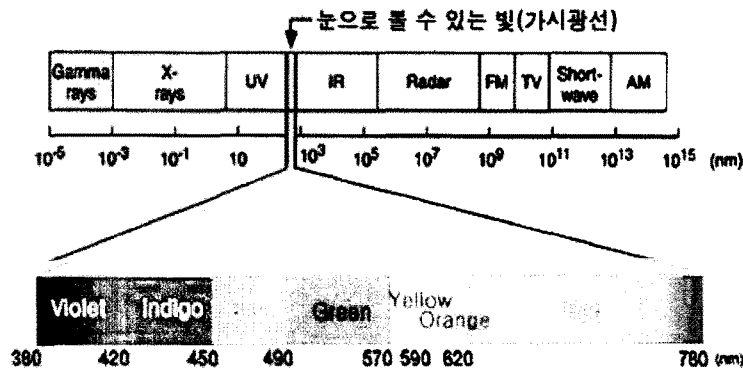 눈으로 볼 수 있는 빛(가시광선)
Gamma rays X-rays UV IR Radar FM TV Short-wave AM
10⁻⁵ 10⁻³ 10⁻¹ 10 10³ 10⁵ 10⁷ 10⁹ 10¹¹ 10¹³ 10¹⁵ (nm)
Violet Indigo Green Yellow Orange
380 420 450 490 570 590 620 780 (nm)